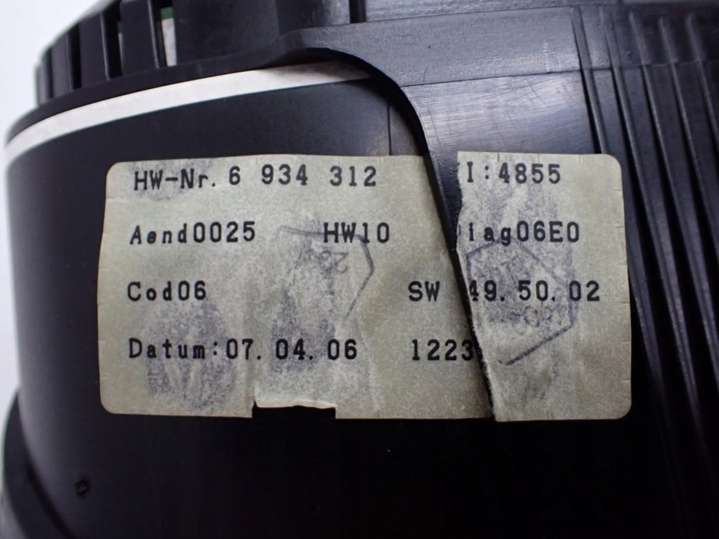 HW-Nr. 6 934 312 I:4855
Aend0025 HW10 iag06E0
Cod06 SW 49.50.02
Datum:07.04.06 1223